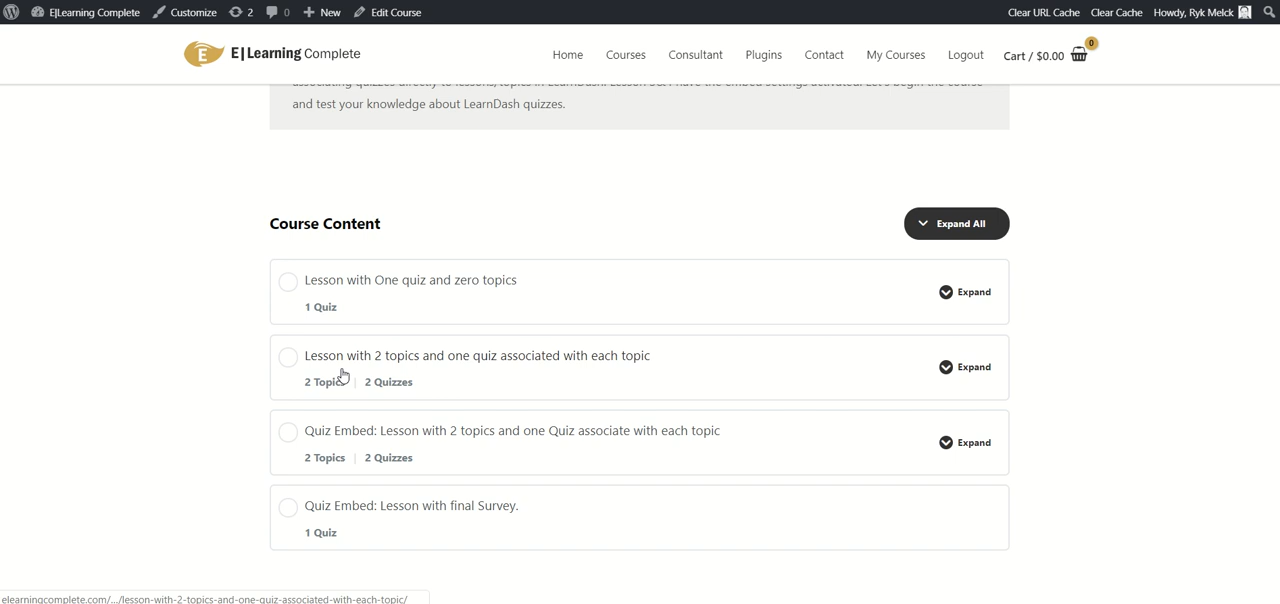 E|Learning Complete Customize 2 0 New Edit Course Clear URL Cache Clear Cache Howdy, Ryk Melck
E E|Learning Complete Home Courses Consultant Plugins Contact My Courses Logout Cart / $0.00 0
and test your knowledge about LearnDash quizzes.
Course Content Expand All
Lesson with One quiz and zero topics
1 Quiz Expand
Lesson with 2 topics and one quiz associated with each topic
Expand
2 Topics | 2 Quizzes
Quiz Embed: Lesson with 2 topics and one Quiz associate with each topic
Expand
2 Topics | 2 Quizzes
Quiz Embed: Lesson with final Survey.
1 Quiz
elearningcomplete.com/.../lesson-with-2-topics-and-one-quiz-associated-with-each-topic/